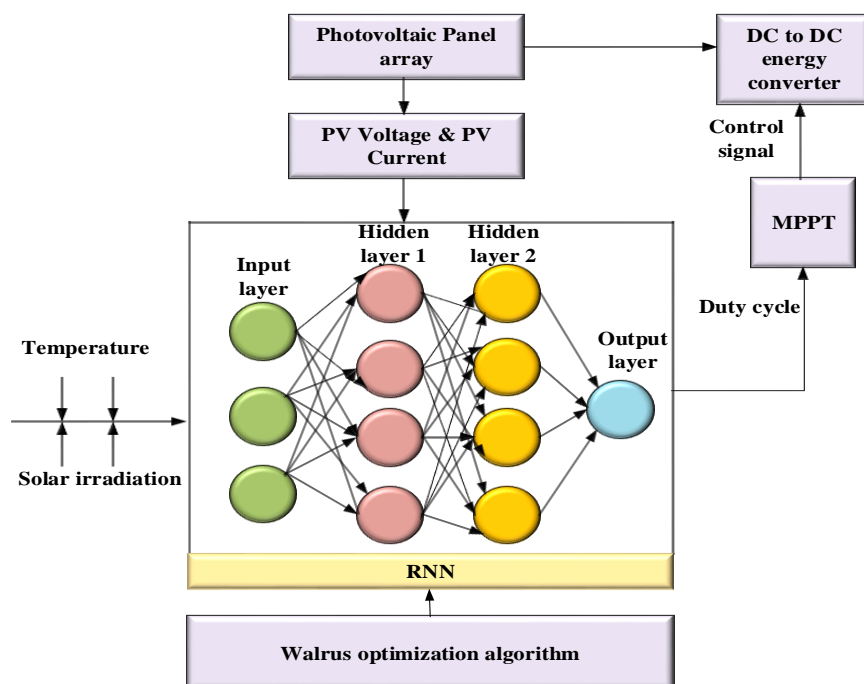 Photovoltaic Panel
array
DC to DC
energy
converter
PV Voltage & PV
Current
Control
signal
MPPT
Hidden
layer 1
Hidden
layer 2
Input
layer
Duty cycle
Output
layer
Temperature
Solar irradiation
RNN
Walrus optimization algorithm